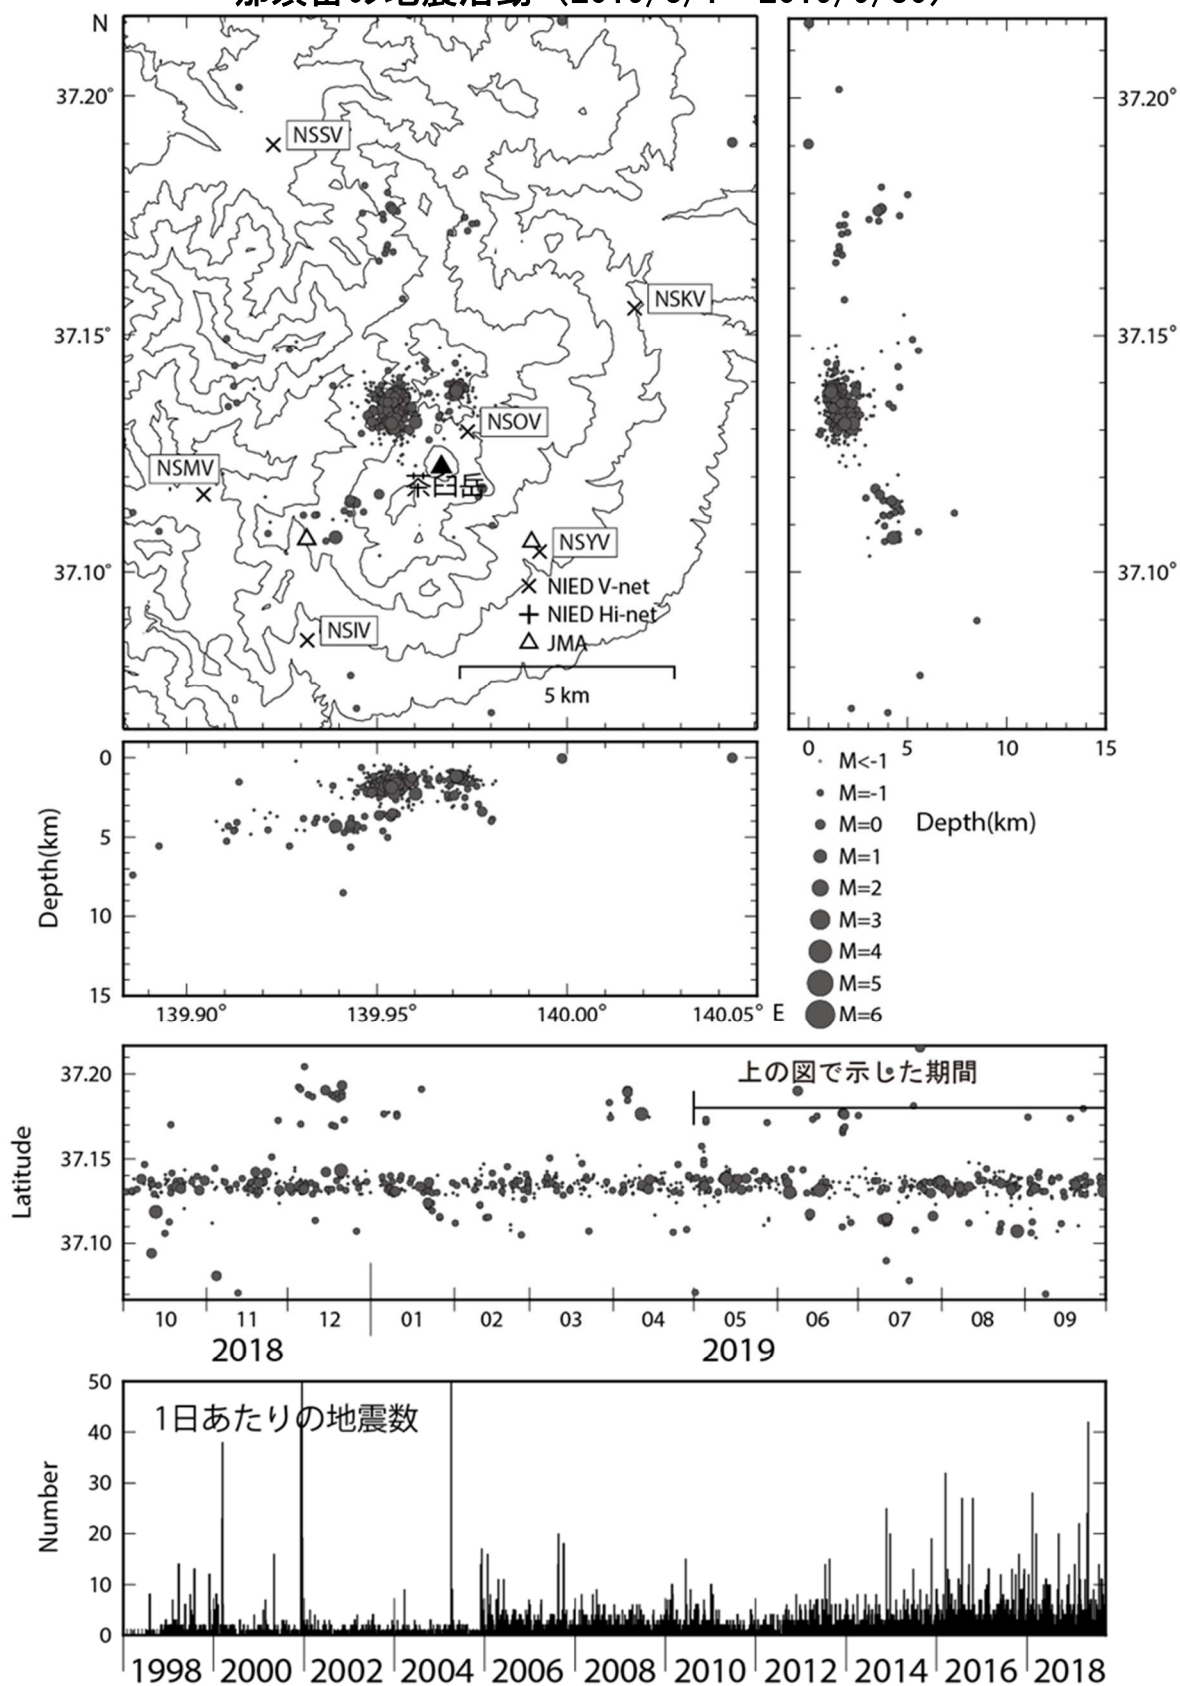 N
37.20°
37.20°
NSSV
NSKV
37.15°
37.15°
NSOV
NSMV
茶臼岳
NSYV
37.10°
37.10°
NIED V-net
NIED Hi-net
NSIV
JMA
5 km
0 5 10 15
Depth(km)
0
5
10
15
Depth(km)
M<-1
M=-1
M=0
M=1
M=2
M=3
M=4
M=5
M=6
139.90° 139.95° 140.00° 140.05° E
37.20
上の図で示した期間
37.15
Latitude
37.10
10 11 12 01 02 03 04 05 06 07 08 09
2018 2019
50
1日あたりの地震数
40
30
Number
20
10
0
1998 2000 2002 2004 2006 2008 2010 2012 2014 2016 2018